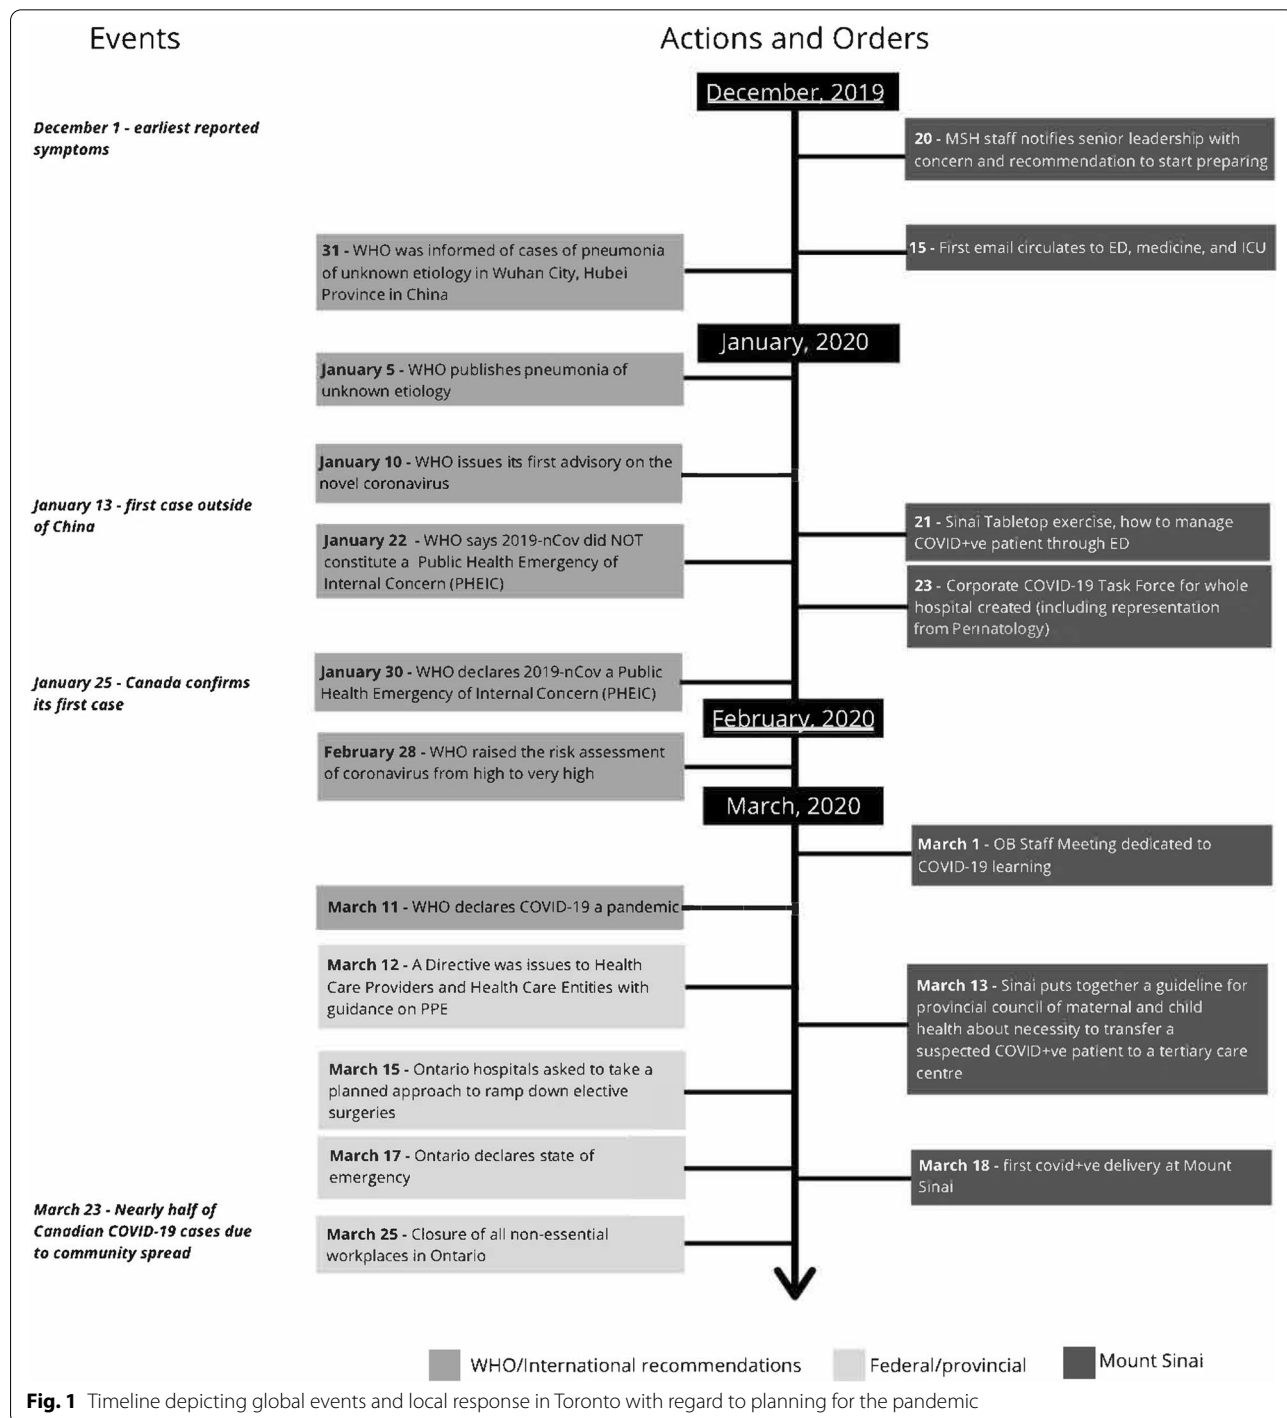 Events
Actions and Orders
December, 2019
December 1 - earliest reported
symptoms
20 - MSH staff notifies senior leadership with
concern and recommendation to start preparing
31 - WHO was informed of cases of pneumonia
of unknown etiology in Wuhan City, Hubei
Province in China
15 - First email circulates to ED, medicine, and ICU
January, 2020
January 5 - WHO publishes pneumonia of
unknown etiology
January 10 - WHO issues its first advisory on the
novel coronavirus
January 13 - first case outside
of China
January 22 - WHO says 2019-nCov did NOT
constitute a Public Health Emergency of
Internal Concern (PHEIC)
21 - Sinai Tabletop exercise, how to manage
COVID+ve patient through ED
23 - Corporate COVID-19 Task Force for whole
hospital created (including representation
from Perinatology)
January 25 - Canada confirms
its first case
January 30 - WHO declares 2019-nCov a Public
Health Emergency of Internal Concern (PHEIC)
February, 2020
February 28 - WHO raised the risk assessment
of coronavirus from high to very high
March, 2020
March 1 - OB Staff Meeting dedicated to
COVID-19 learning
March 11 - WHO declares COVID-19 a pandemic
March 12 - A Directive was issues to Health
Care Providers and Health Care Entities with
guidance on PPE
March 13 - Sinai puts together a guideline for
provincial council of maternal and child
health about necessity to transfer a
suspected COVID+ve patient to a tertiary care
centre
March 15 - Ontario hospitals asked to take a
planned approach to ramp down elective
surgeries
March 17 - Ontario declares state of
emergency
March 18 - first covid+ve delivery at Mount
Sinai
March 23 - Nearly half of
Canadian COVID-19 cases due
to community spread
March 25 - Closure of all non-essential
workplaces in Ontario
WHO/International recommendations
Federal/provincial
Mount Sinai
Fig. 1 Timeline depicting global events and local response in Toronto with regard to planning for the pandemic